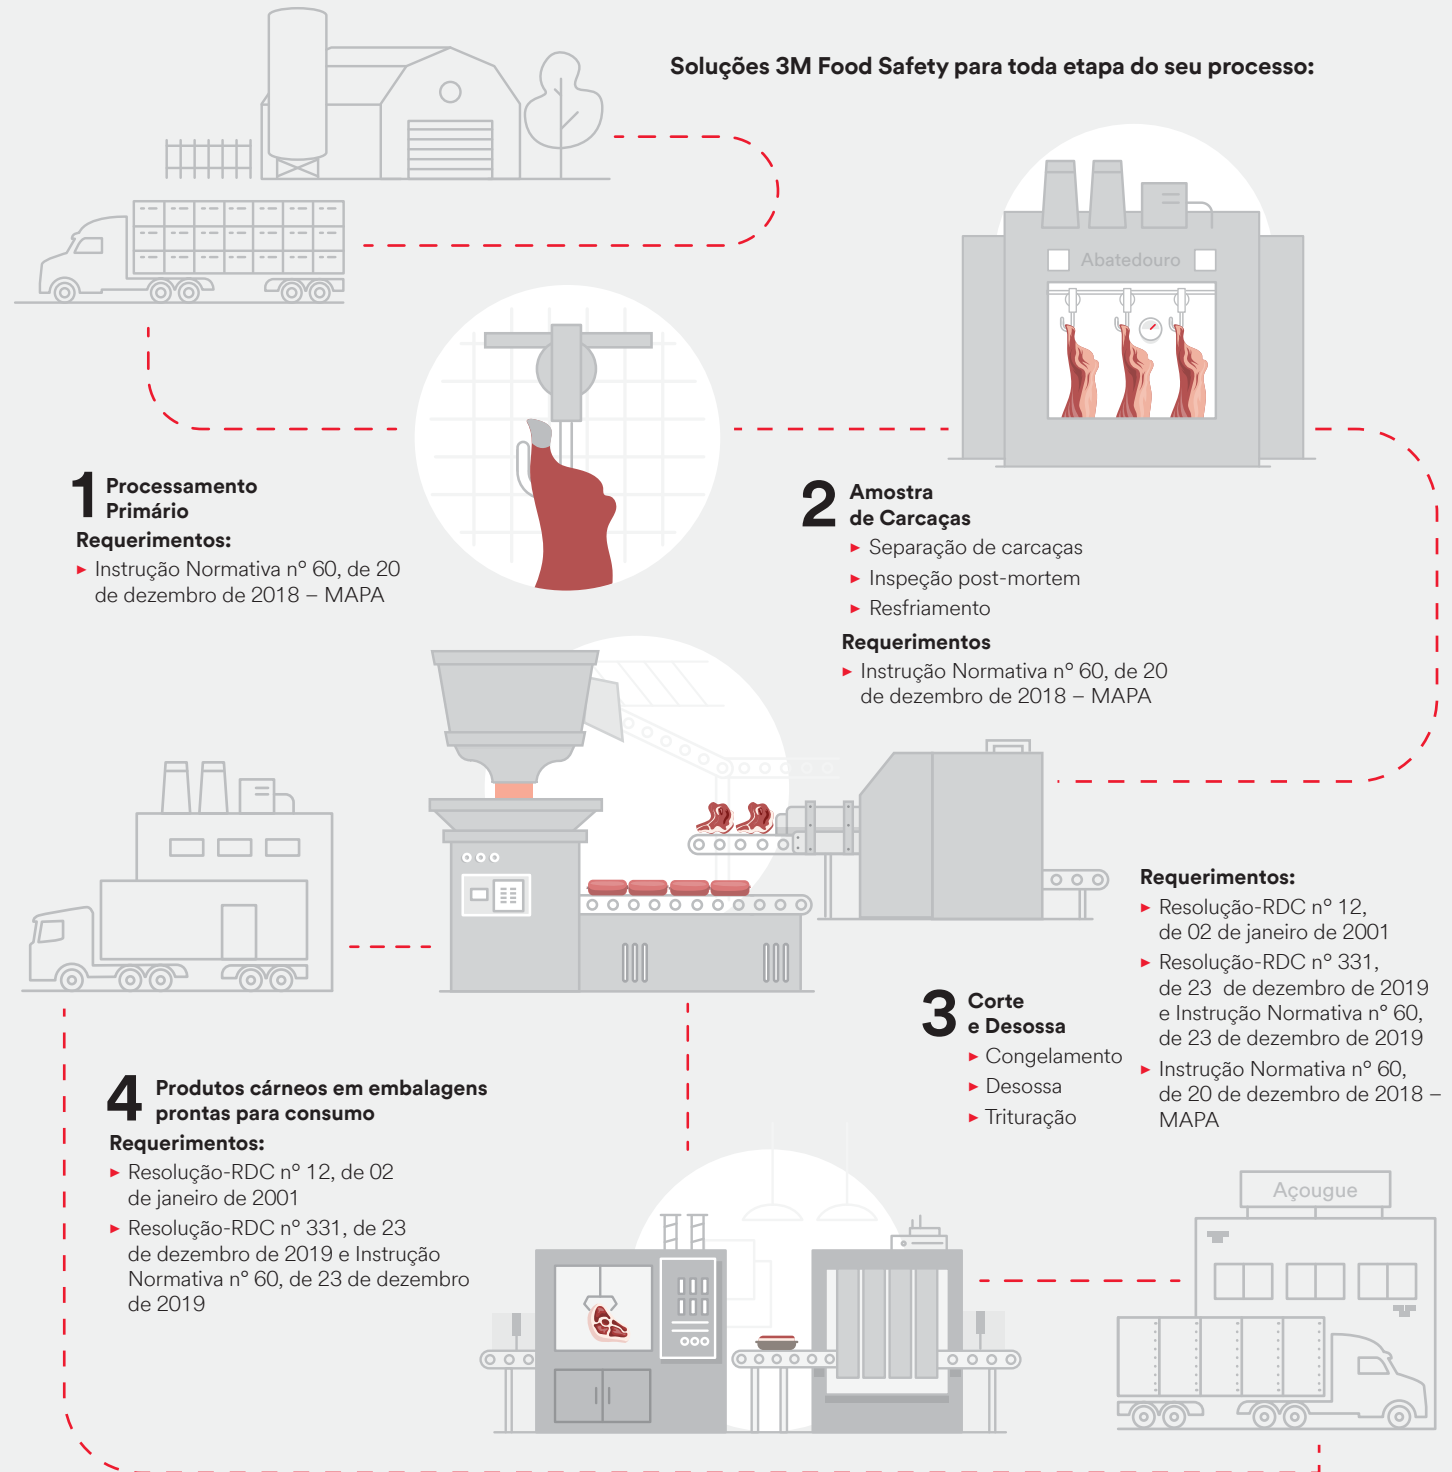 Soluções 3M Food Safety para toda etapa do seu processo:
Abatedouro
1 Processamento
Primário
Requerimentos:
► Instrução Normativa nº 60, de 20
de dezembro de 2018 – MAPA
2 Amostra
de Carcaças
► Separação de carcaças
► Inspeção post-mortem
► Resfriamento
Requerimentos
► Instrução Normativa nº 60, de 20
de dezembro de 2018 – MAPA
3 Corte
e Desossa
► Congelamento
► Desossa
► Trituração
Requerimentos:
► Resolução-RDC nº 12,
de 02 de janeiro de 2001
► Resolução-RDC nº 331,
de 23 de dezembro de 2019
e Instrução Normativa nº 60,
de 23 de dezembro de 2019
► Instrução Normativa nº 60,
de 20 de dezembro de 2018 –
MAPA
4 Produtos cárneos em embalagens
prontas para consumo
Requerimentos:
► Resolução-RDC nº 12, de 02
de janeiro de 2001
► Resolução-RDC nº 331, de 23
de dezembro de 2019 e Instrução
Normativa nº 60, de 23 de dezembro
de 2019
Açougue